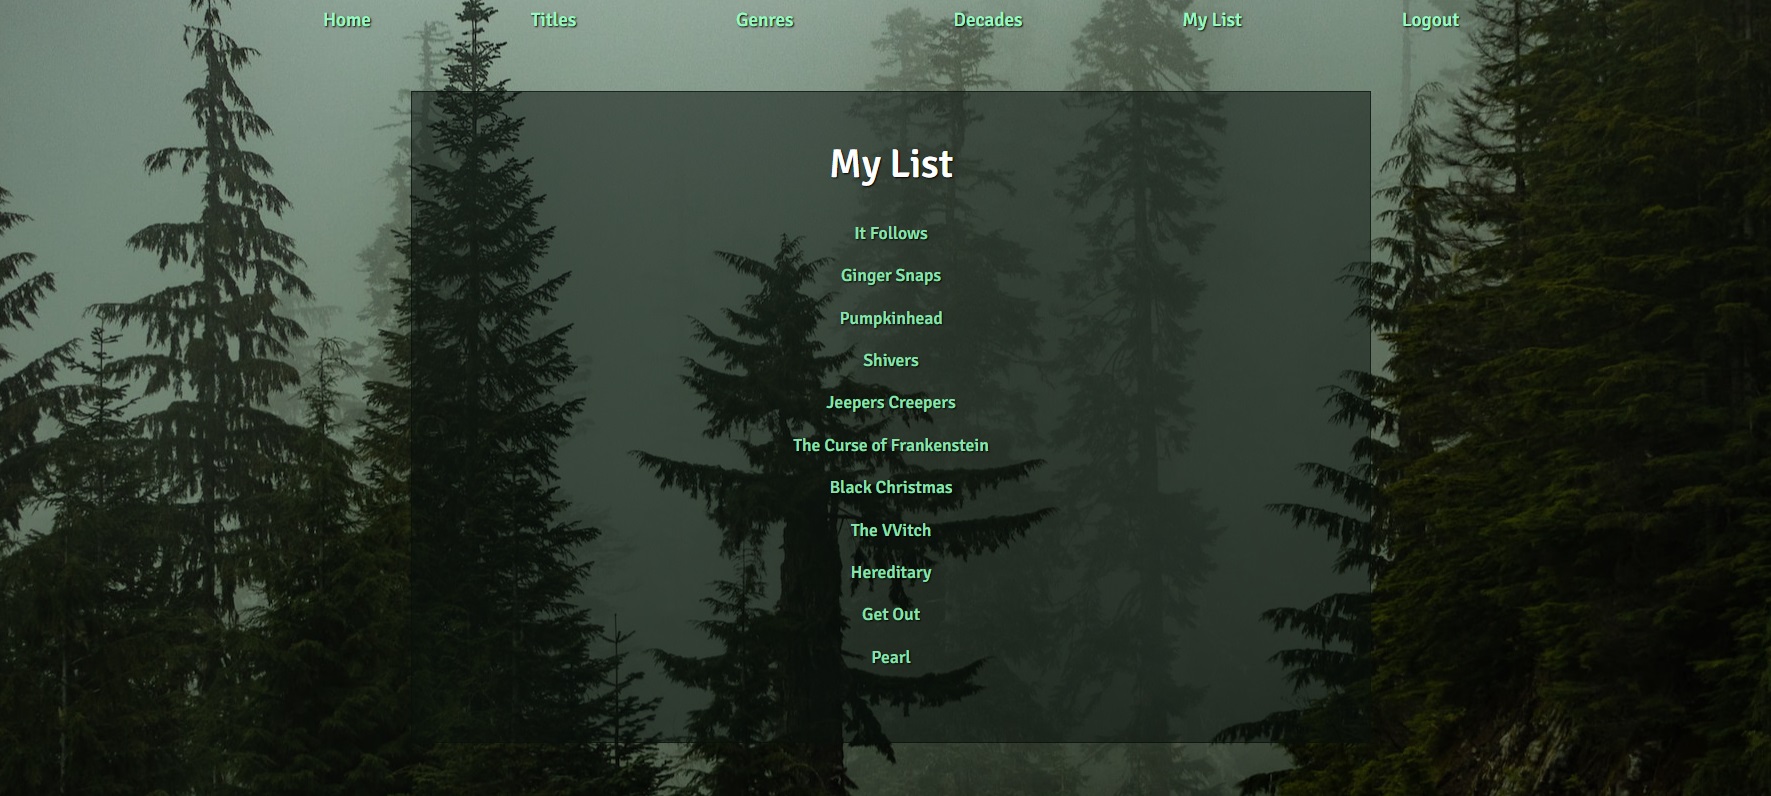 Home Titles Genres Decades My List Logout
My List
It Follows
Ginger Snaps
Pumpkinhead
Shivers
Jeepers Creepers
The Curse of Frankenstein
Black Christmas
The VVitch
Hereditary
Get Out
Pearl